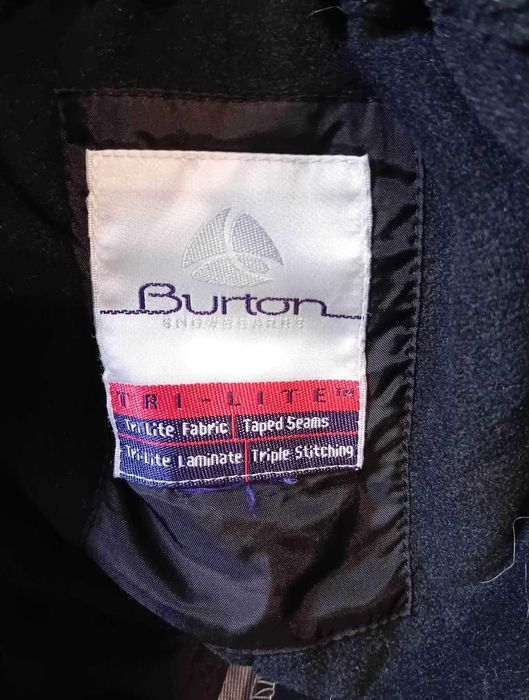 Burton
SNOWBOARDS
TRI-LITE™
Tri-Lite Fabric Taped Seams
Tri-Lite Laminate Triple Stitching